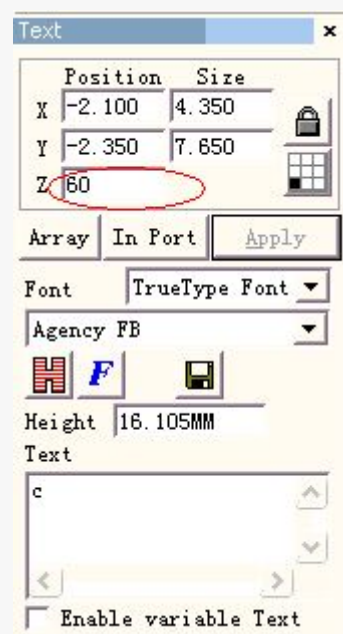 Text
Position Size
X -2.100 4.350
Y -2.350 7.650
Z 60
Array In Port Apply
Font TrueType Font
Agency FB
F
Height 16.105MM
Text
c
Enable variable Text